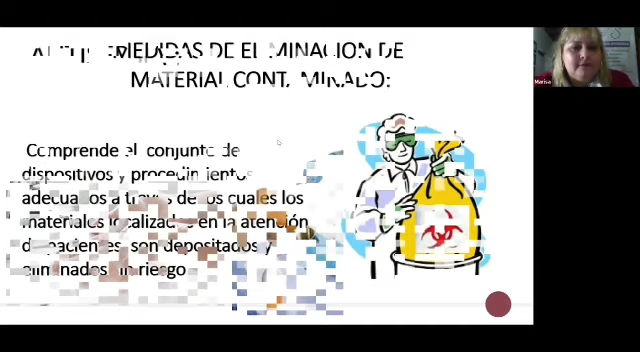 MEDIDAS DE ELIMINACION DE
MATERIAL CONTAMINADO:
Comprende el conjunto de
dispositivos y procedimientos
adecuados a través de los cuales los
materiales localizados en la atención
de pacientes, son depositados y
eliminados sin riesgo
Marisa